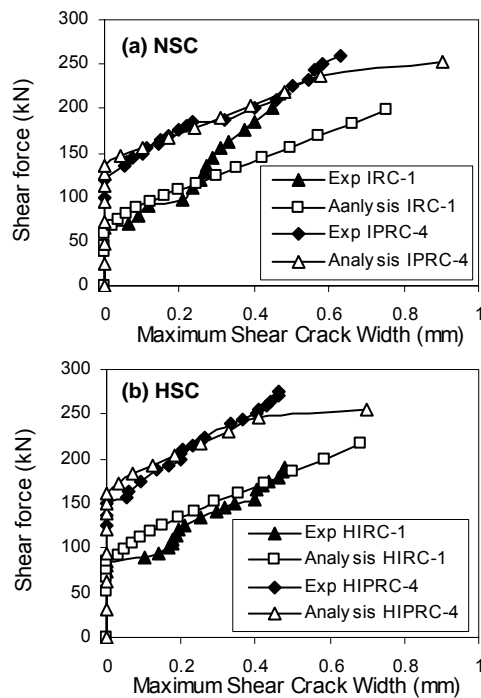 (a) NSC
Shear force (kN)
300
250
200
150
100
50
0
Exp IRC-1
Aanlysis IRC-1
Exp IPRC-4
Analysis IPRC-4
0 0.2 0.4 0.6 0.8 1
Maximum Shear Crack Width (mm)
(b) HSC
Shear force (kN)
300
250
200
150
100
50
0
Exp HIRC-1
Analysis HIRC-1
Exp HIPRC-4
Analysis HIPRC-4
0 0.2 0.4 0.6 0.8 1
Maximum Shear Crack Width (mm)